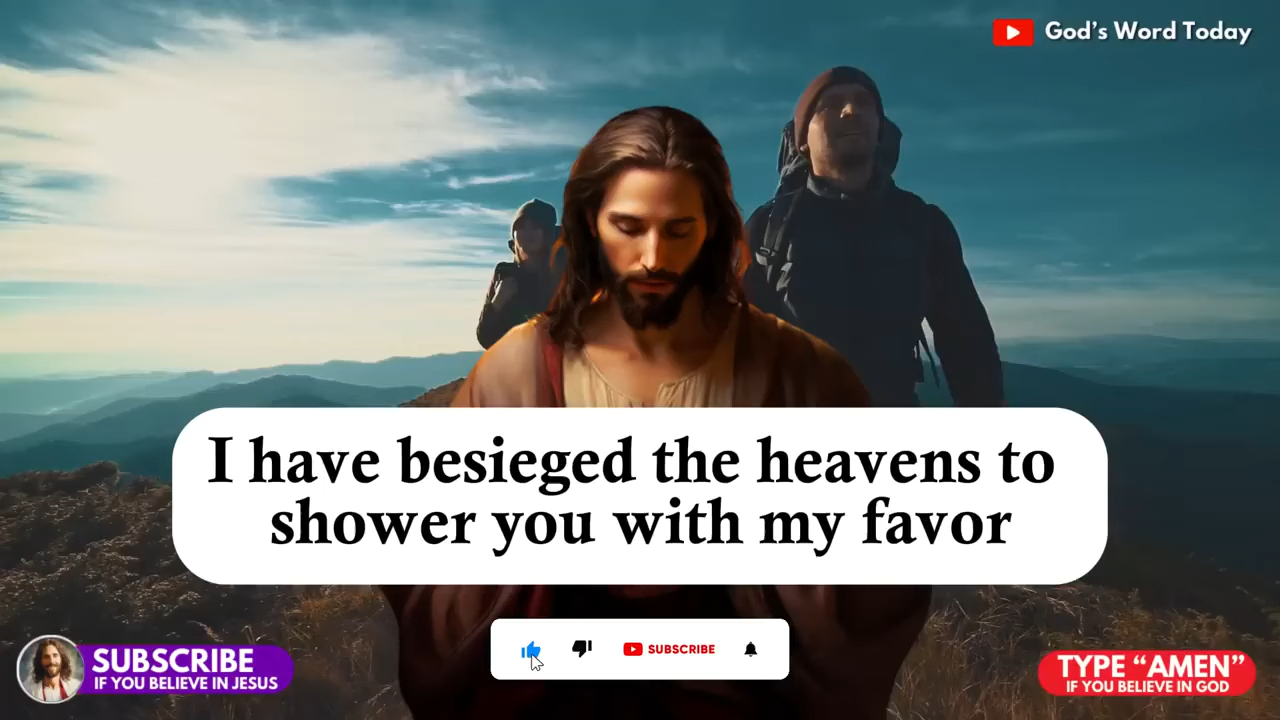 God's Word Today
I have besieged the heavens to
shower you with my favor
SUBSCRIBE
SUBSCRIBE
IF YOU BELIEVE IN JESUS
TYPE “AMEN”
IF YOU BELIEVE IN GOD